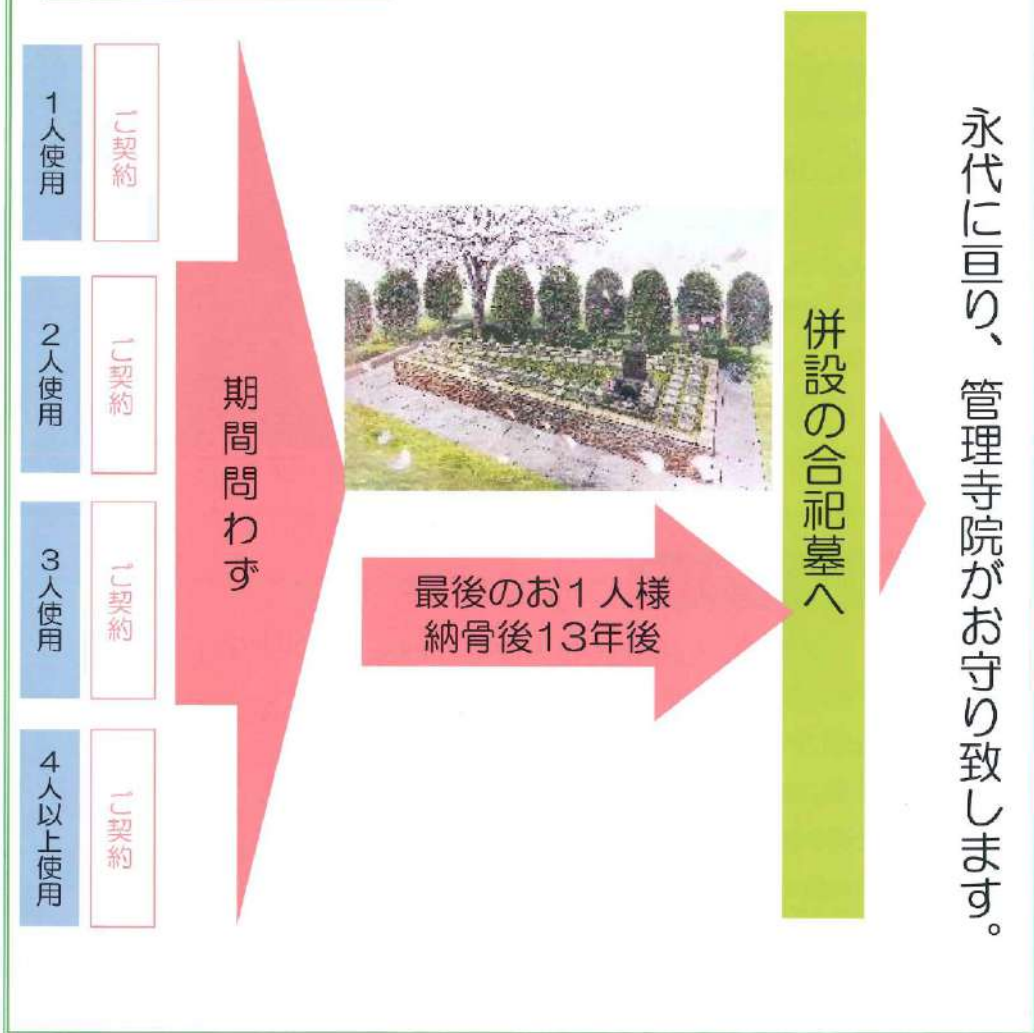 1人使用
ご契約
2人使用
ご契約
3人使用
ご契約
4人以上使用
ご契約
期間問わず
最後のお1人様
納骨後13年後
併設の合祀墓へ
永代に亘り、管理寺院がお守り致します。